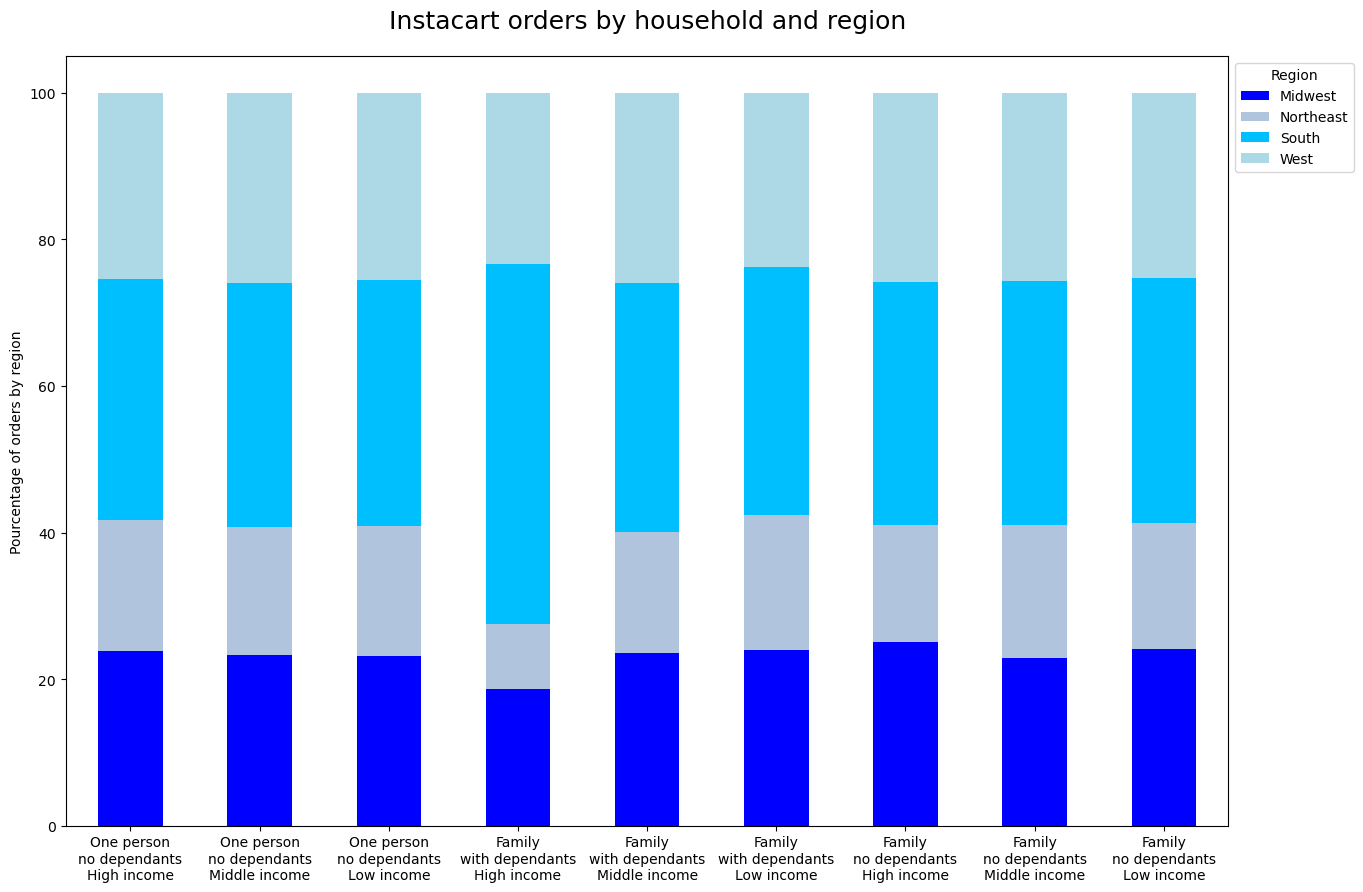 Instacart orders by household and region
Region
Midwest
Northeast
South
West
Pourcentage of orders by region
100
80
60
40
20
0
One person
no dependants
High income
One person
no dependants
Middle income
One person
no dependants
Low income
Family
with dependants
High income
Family
with dependants
Middle income
Family
with dependants
Low income
Family
no dependants
High income
Family
no dependants
Middle income
Family
no dependants
Low income